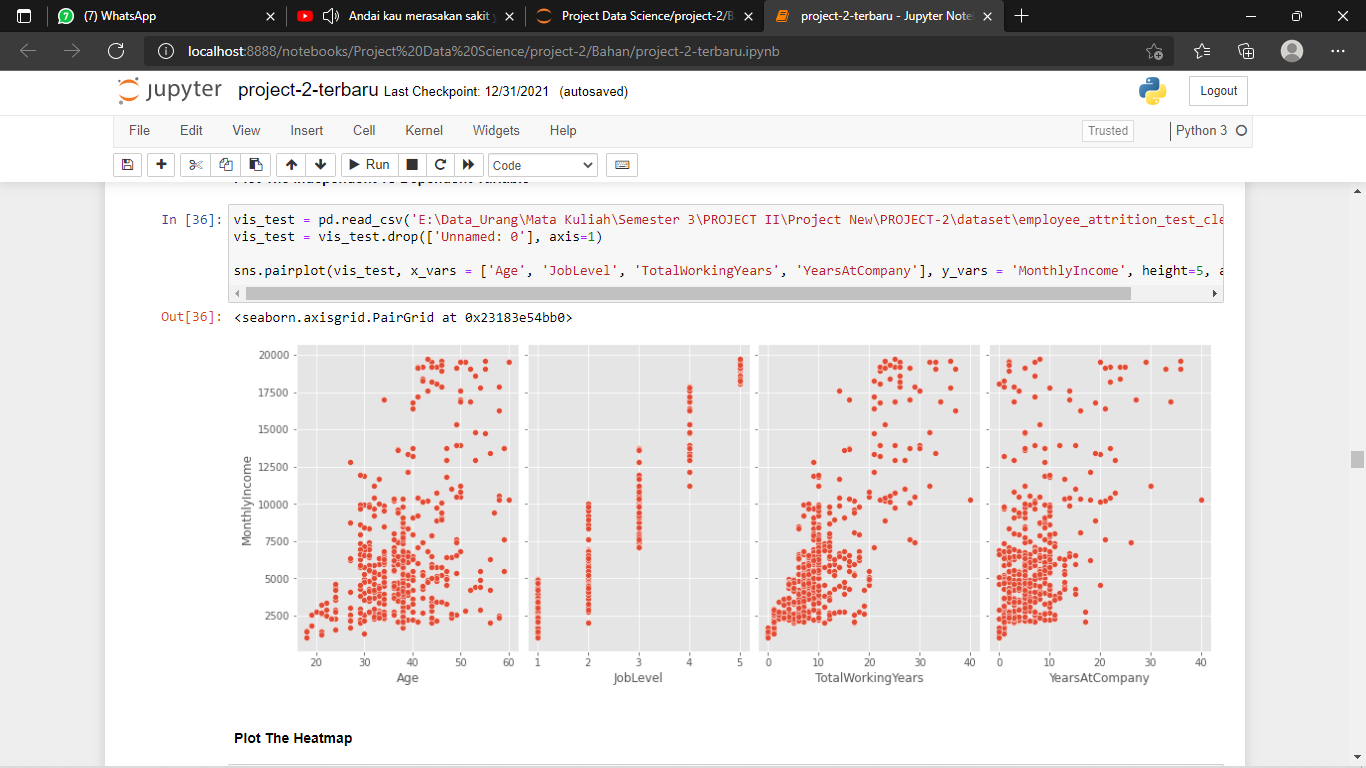 (7) WhatsApp
Andai kau merasakan sakit
Project Data Science/project-2/B
project-2-terbaru - Jupyter Note
localhost:8888/notebooks/Project%20Data%20Science/project-2/Bahan/project-2-terbaru.ipynb
jupyter project-2-terbaru Last Checkpoint: 12/31/2021 (autosaved)
Logout
File Edit View Insert Cell Kernel Widgets Help
Trusted
Python 3
Run
Code
In [36]: vis_test = pd.read_csv('E:\Data_Urang\Mata Kuliah\Semester 3\PROJECT II\Project New\PROJECT-2\dataset\employee_attrition_test_cle
vis_test = vis_test.drop(['Unnamed: 0'], axis=1)
sns.pairplot(vis_test, x_vars = ['Age', 'JobLevel', 'TotalWorkingYears', 'YearsAtCompany'], y_vars = 'MonthlyIncome', height=5, a
Out[36]: <seaborn.axisgrid.PairGrid at 0x23183e54bb0>
20000
17500
15000
12500
10000
7500
5000
2500
MonthlyIncome
20 30 40 50 60
Age
1 2 3 4 5
JobLevel
0 10 20 30 40
TotalWorkingYears
0 10 20 30 40
YearsAtCompany
Plot The Heatmap